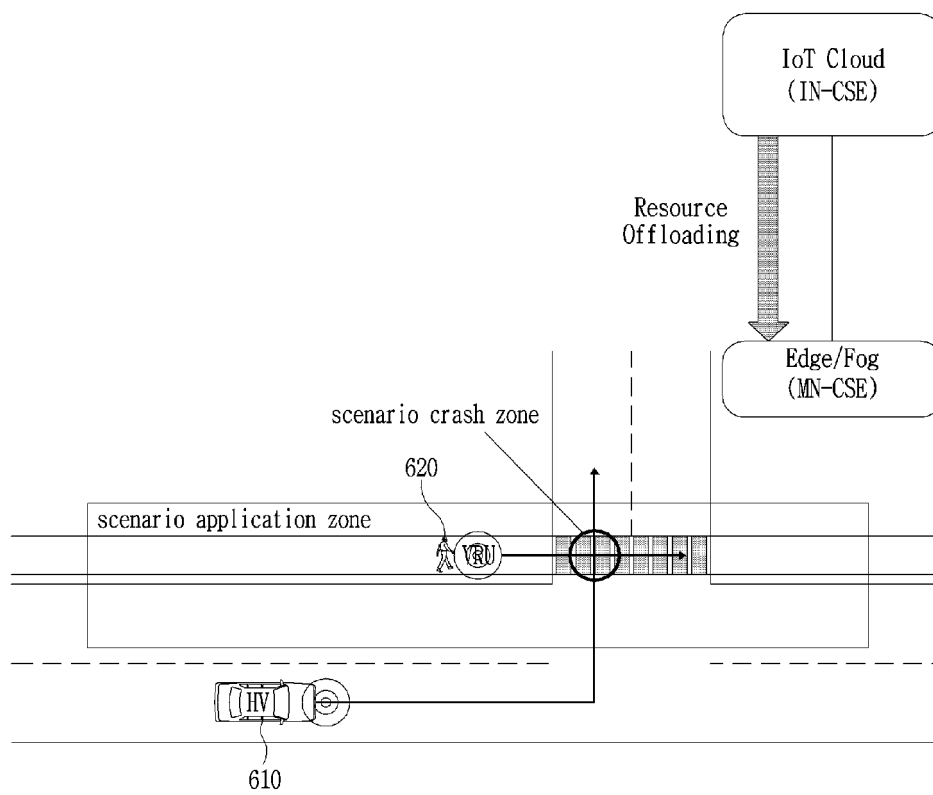 IoT Cloud
(IN-CSE)
Resource
Offloading
Edge/Fog
(MN-CSE)
scenario crash zone
620
scenario application zone
VRU
HV
610